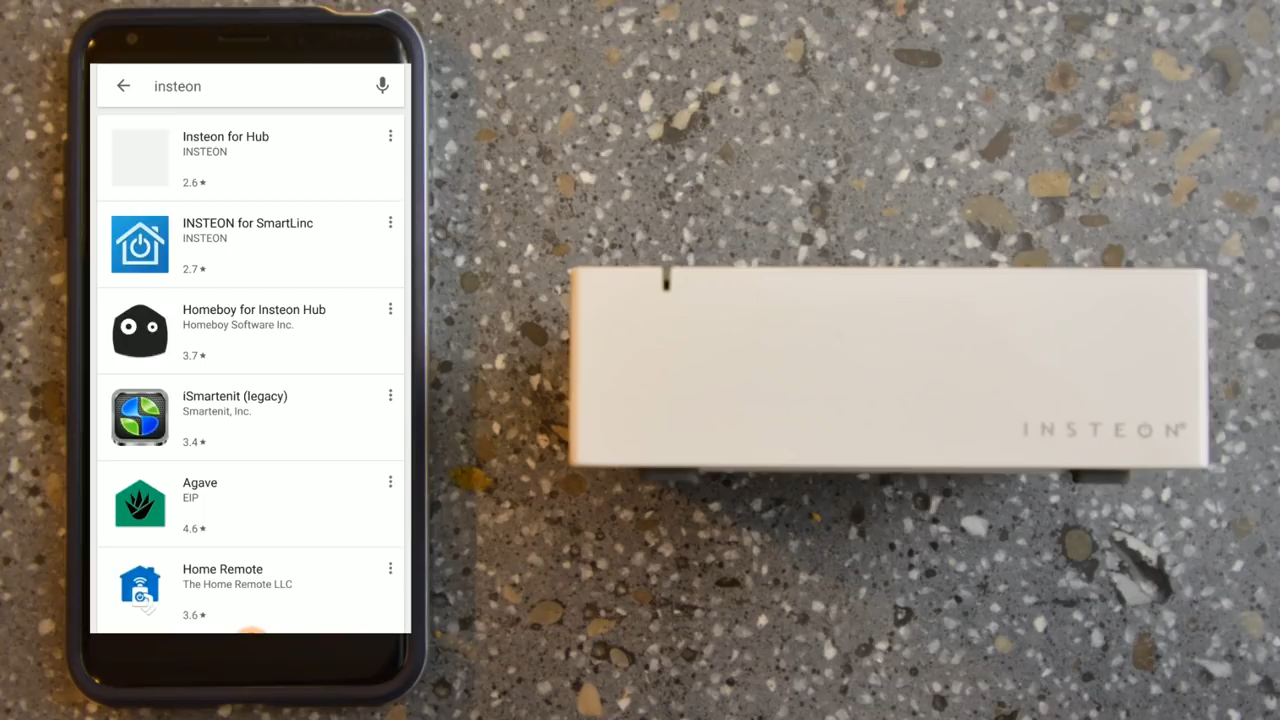 insteon
Insteon for Hub
INSTEON
2.6★
INSTEON for SmartLinc
INSTEON
2.7★
Homeboy for Insteon Hub
Homeboy Software Inc.
3.7★
iSmartenit (legacy)
Smartenit, Inc.
3.4★
Agave
EIP
4.6★
Home Remote
The Home Remote LLC
3.6★
INSTEON®